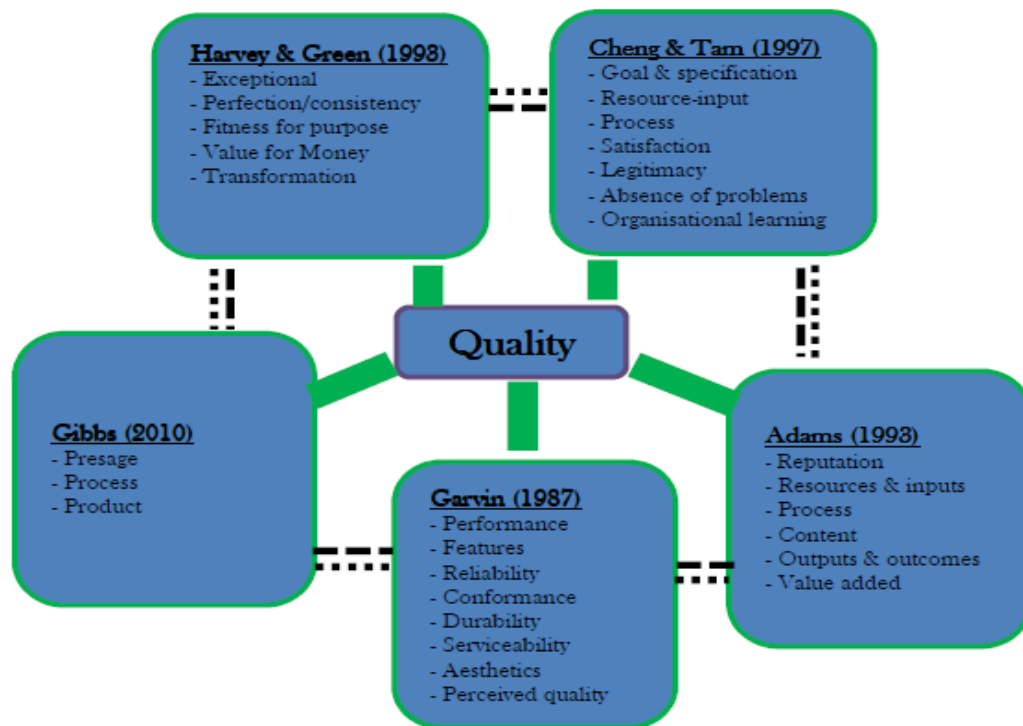 Harvey & Green (1993)
- Exceptional
- Perfection/consistency
- Fitness for purpose
- Value for Money
- Transformation
Cheng & Tam (1997)
- Goal & specification
- Resource-input
- Process
- Satisfaction
- Legitimacy
- Absence of problems
- Organisational learning
Quality
Gibbs (2010)
- Presage
- Process
- Product
Garvin (1987)
- Performance
- Features
- Reliability
- Conformance
- Durability
- Serviceability
- Aesthetics
- Perceived quality
Adams (1993)
- Reputation
- Resources & inputs
- Process
- Content
- Outputs & outcomes
- Value added